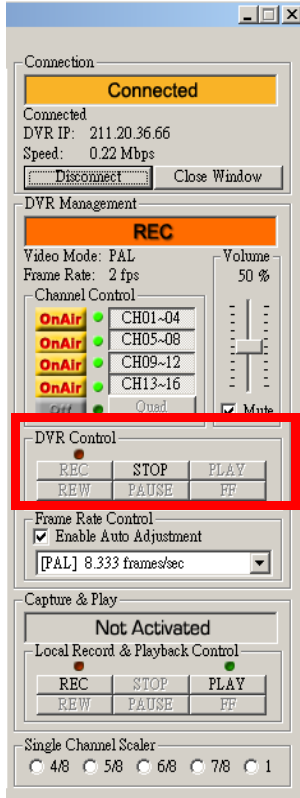 Connection
Connected
Connected
DVR IP: 211.20.36.66
Speed: 0.22 Mbps
Disconnect Close Window
DVR Management
REC
Video Mode: PAL
Frame Rate: 2 fps
Volume
50 %
Channel Control
OnAir CH01~04
OnAir CH05~08
OnAir CH09~12
OnAir CH13~16
Off Quad
Mute
DVR Control
REC STOP PLAY
REW PAUSE FF
Frame Rate Control
Enable Auto Adjustment
[PAL] 8.333 frames/sec
Capture & Play
Not Activated
Local Record & Playback Control
REC STOP PLAY
REW PAUSE FF
Single Channel Scaler
4/8 5/8 6/8 7/8 1